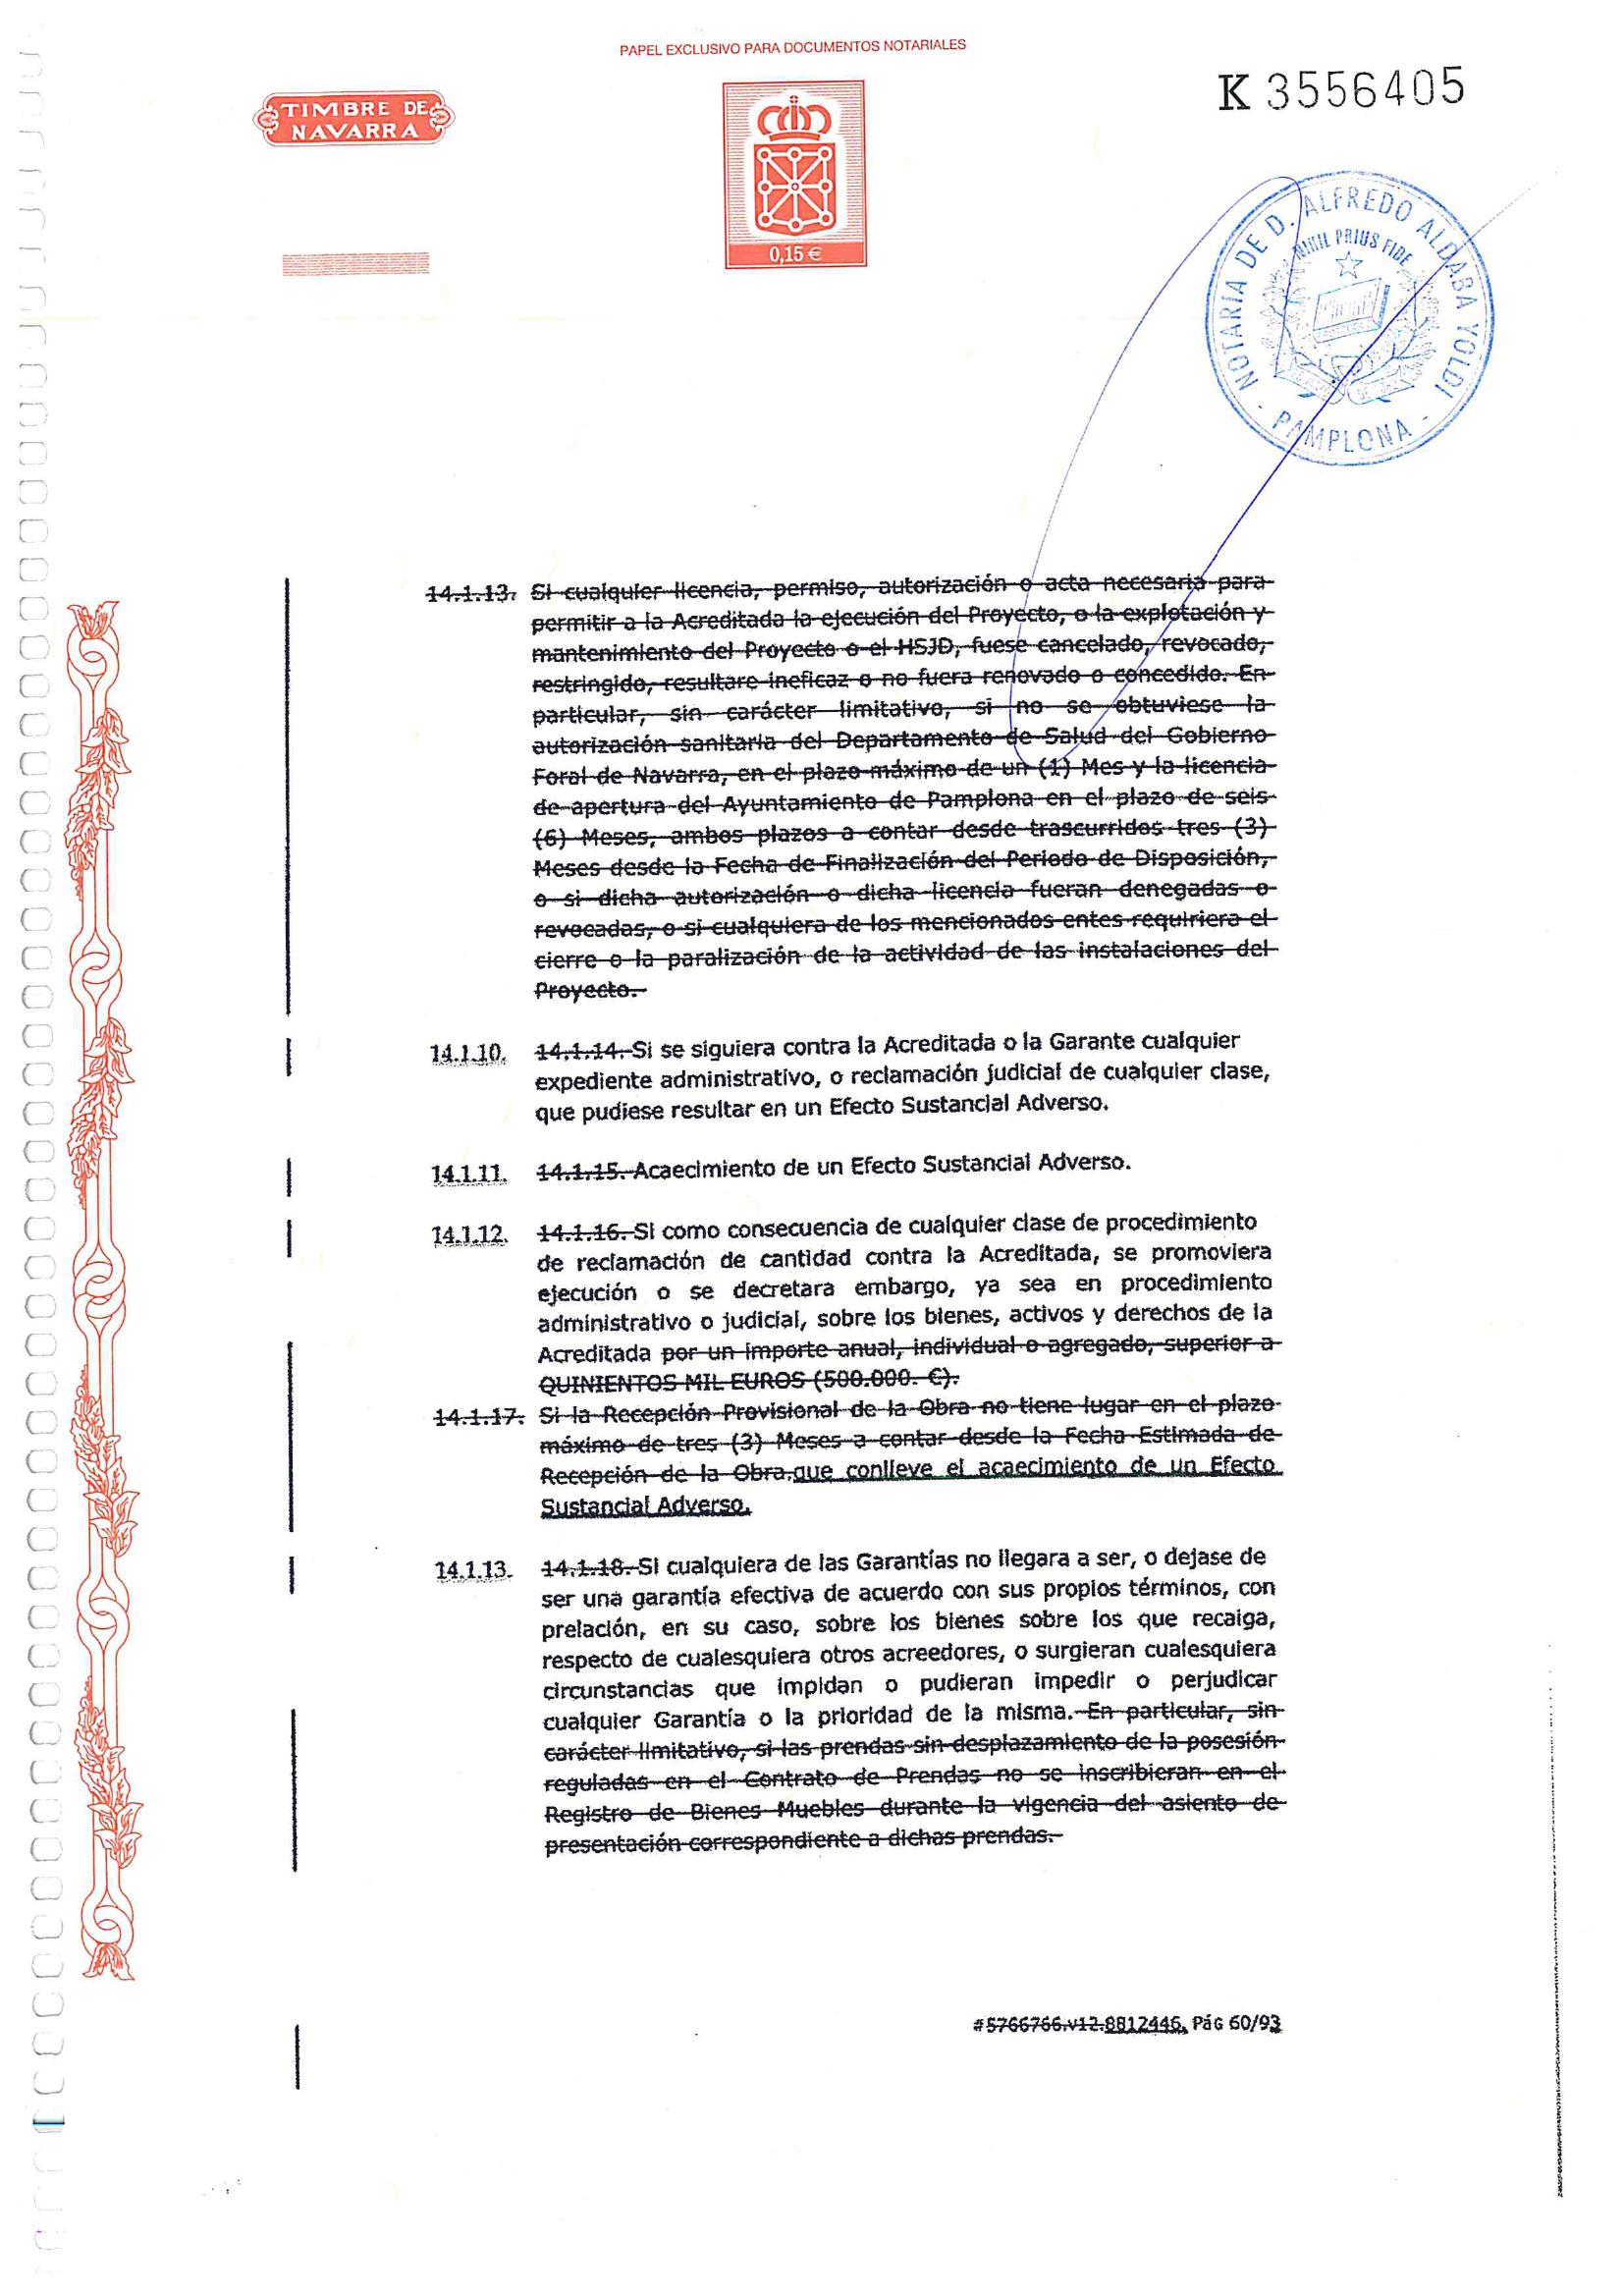 PAPEL EXCLUSIVO PARA DOCUMENTOS NOTARIALES
TIMBRE DE
NAVARRA
0,15 €
K 3556405
NOTARIA DE D. ALFREDO ALDABA YOLDI
- PAMPLONA -
NIHIL PRIUS FIDE
14.1.13. Si cualquier licencia, permiso, autorización o acta necesaria para
permitir a la Acreditada la ejecución del Proyecto, o la explotación y
mantenimiento del Proyecto o el HSJD, fuese cancelado, revocado,
restringido, resultare ineficaz o no fuera renovado o concedido. En
particular, sin carácter limitativo, si no se obtuviese la
autorización sanitaria del Departamento de Salud del Gobierno
Foral de Navarra, en el plazo máximo de un (1) Mes y la licencia
de apertura del Ayuntamiento de Pamplona en el plazo de seis
(6) Meses, ambos plazos a contar desde trascurridos tres (3)
Meses desde la Fecha de Finalización del Periodo de Disposición,
o si dicha autorización o dicha licencia fueran denegadas o
revocadas, o si cualquiera de los mencionados entes requiriera el
cierre o la paralización de la actividad de las instalaciones del
Proyecto.
14.1.10. 14.1.14. Si se siguiera contra la Acreditada o la Garante cualquier
expediente administrativo, o reclamación judicial de cualquier clase,
que pudiese resultar en un Efecto Sustancial Adverso.
14.1.11. 14.1.15. Acaecimiento de un Efecto Sustancial Adverso.
14.1.12. 14.1.16. Si como consecuencia de cualquier clase de procedimiento
de reclamación de cantidad contra la Acreditada, se promoviera
ejecución o se decretara embargo, ya sea en procedimiento
administrativo o judicial, sobre los bienes, activos y derechos de la
Acreditada por un importe anual, individual o agregado, superior a
QUINIENTOS MIL EUROS (500.000. €).
14.1.17. Si la Recepción Provisional de la Obra no tiene lugar en el plazo
máximo de tres (3) Meses a contar desde la Fecha Estimada de
Recepción de la Obra.que conlleve el acaecimiento de un Efecto
Sustancial Adverso.
14.1.13. 14.1.18. Si cualquiera de las Garantías no llegara a ser, o dejase de
ser una garantía efectiva de acuerdo con sus propios términos, con
prelación, en su caso, sobre los bienes sobre los que recaiga,
respecto de cualesquiera otros acreedores, o surgieran cualesquiera
circunstancias que impidan o pudieran impedir o perjudicar
cualquier Garantía o la prioridad de la misma. En particular, sin
carácter limitativo, si las prendas sin desplazamiento de la posesión
reguladas en el Contrato de Prendas no se inscribieran en el
Registro de Bienes Muebles durante la vigencia del asiento de
presentación correspondiente a dichas prendas.
#5766766.v12.8812446. PáG 60/93